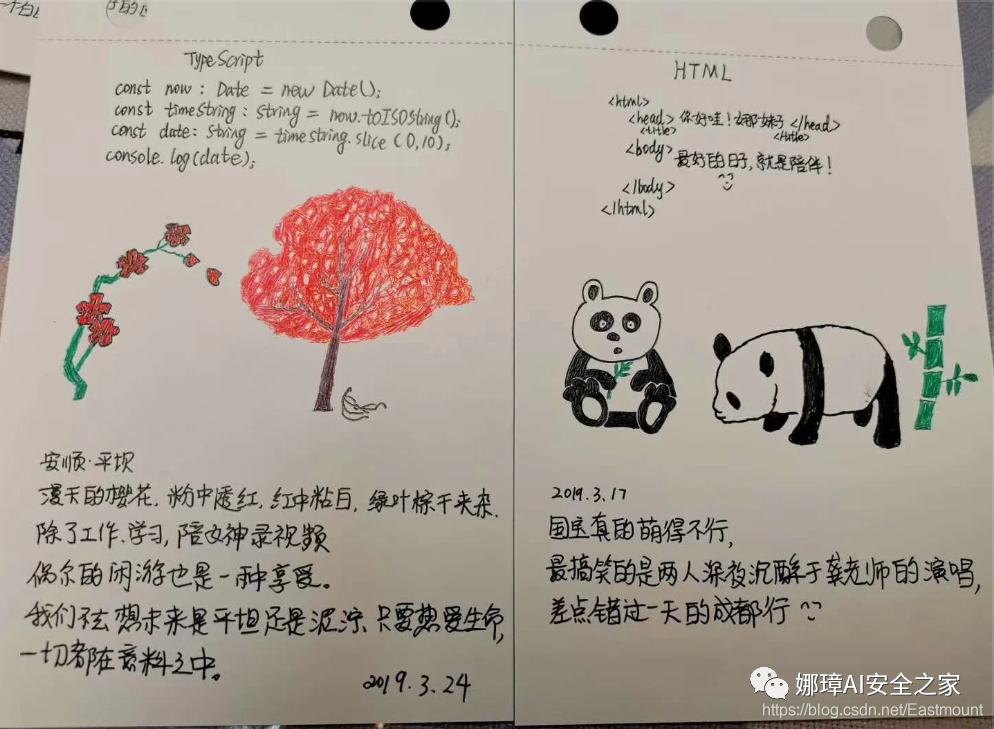 TypeScript
const now : Date = new Date();
const timeString : string = now.toISOString();
const date: string = timeString.slice (0,10);
console.log(date);
安顺·平坝
漫天的樱花,粉中透红,红中粘白,绿叶棕干夹杂.
除了工作.学习,陪女神录视频
偶尔的闲游也是一种享受。
我们不去想未来是平坦还是泥泞.只要热爱生命,
一切都在意料之中。
2019.3.24
HTML
<html>
<head> 你好哇!娜妹子 </head>
<title> <title>
<body>
最好的日子,就是陪伴!
</body>
</html>
2019.3.17
国宝真的萌得不行,
最搞笑的是两人深夜沉醉于龚老师的演唱,
差点错过一天的成都行
娜璋AI安全之家
https://blog.csdn.net/Eastmount